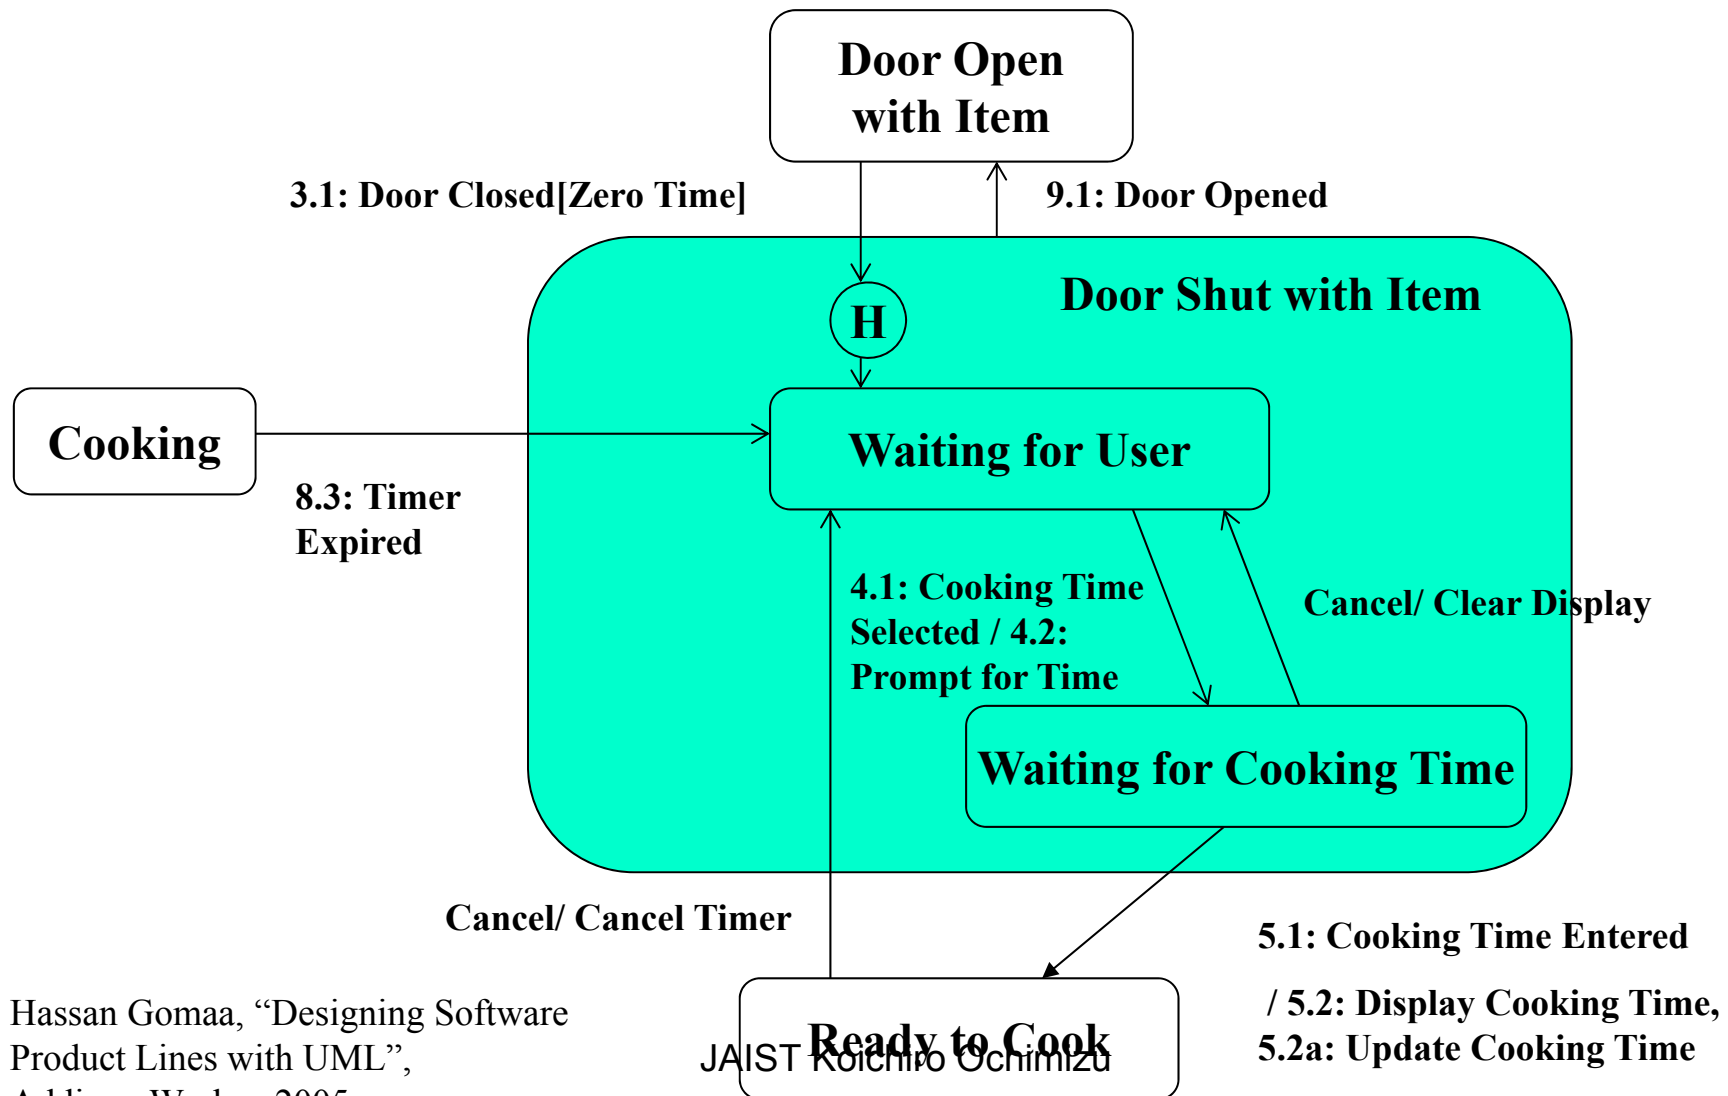 Door Open
with Item
3.1: Door Closed[Zero Time]
9.1: Door Opened
Door Shut with Item
H
Cooking
Waiting for User
8.3: Timer
Expired
4.1: Cooking Time
Selected / 4.2:
Prompt for Time
Cancel/ Clear Display
Waiting for Cooking Time
Cancel/ Cancel Timer
5.1: Cooking Time Entered
/ 5.2: Display Cooking Time,
5.2a: Update Cooking Time
Ready to Cook
JAIST Koichiro Ochimizu
Hassan Gomaa, “Designing Software
Product Lines with UML”,
2005